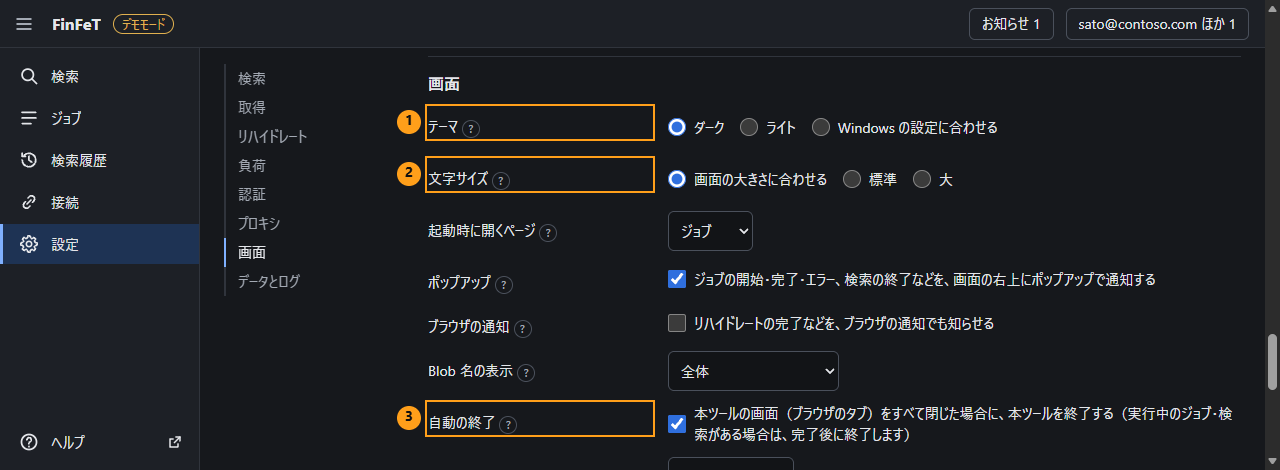 FinFeT デモモード お知らせ 1 sato@contoso.com ほか 1
検索
ジョブ
検索履歴
接続
設定
ヘルプ
検索
取得
リハイドレート
負荷
認証
プロキシ
画面
データとログ
画面
1 テーマ ? ダーク ライト Windows の設定に合わせる
2 文字サイズ ? 画面の大きさに合わせる 標準 大
起動時に開くページ ? ジョブ
ポップアップ ? ジョブの開始・完了・エラー、検索の終了などを、画面の右上にポップアップで通知する
ブラウザの通知 ? リハイドレートの完了などを、ブラウザの通知でも知らせる
Blob 名の表示 ? 全体
3 自動の終了 ? 本ツールの画面（ブラウザのタブ）をすべて閉じた場合に、本ツールを終了する（実行中のジョブ・検
索がある場合は、完了後に終了します）